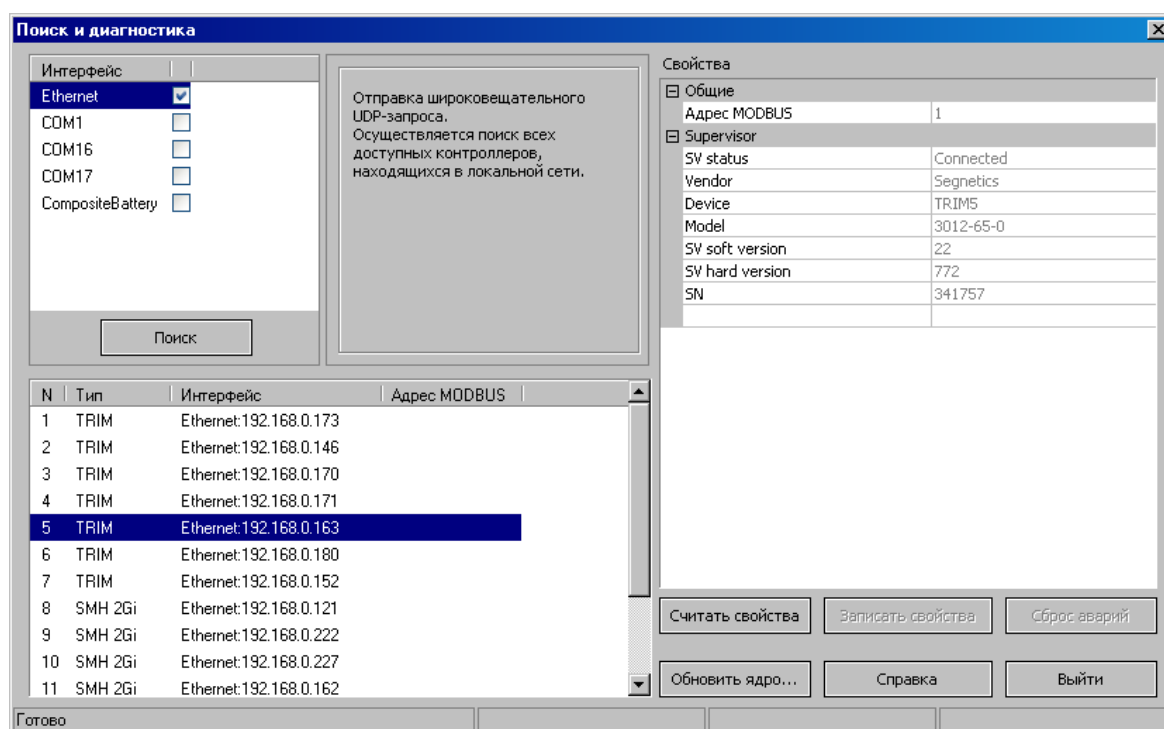 Поиск и диагностика
Интерфейс
Ethernet
COM1
COM16
COM17
CompositeBattery
Поиск
Отправка широковещательного
UDP-запроса.
Осуществляется поиск всех
доступных контроллеров,
находящихся в локальной сети.
Свойства
Общие
Адрес MODBUS 1
Supervisor
SV status Connected
Vendor Segnetics
Device TRIM5
Model 3012-65-0
SV soft version 22
SV hard version 772
SN 341757
N Тип Интерфейс Адрес MODBUS
1 TRIM Ethernet:192.168.0.173
2 TRIM Ethernet:192.168.0.146
3 TRIM Ethernet:192.168.0.170
4 TRIM Ethernet:192.168.0.171
5 TRIM Ethernet:192.168.0.163
6 TRIM Ethernet:192.168.0.180
7 TRIM Ethernet:192.168.0.152
8 SMH 2Gi Ethernet:192.168.0.121
9 SMH 2Gi Ethernet:192.168.0.222
10 SMH 2Gi Ethernet:192.168.0.227
11 SMH 2Gi Ethernet:192.168.0.162
Считать свойства Записать свойства Сброс аварий
Обновить ядро... Справка Выйти
Готово